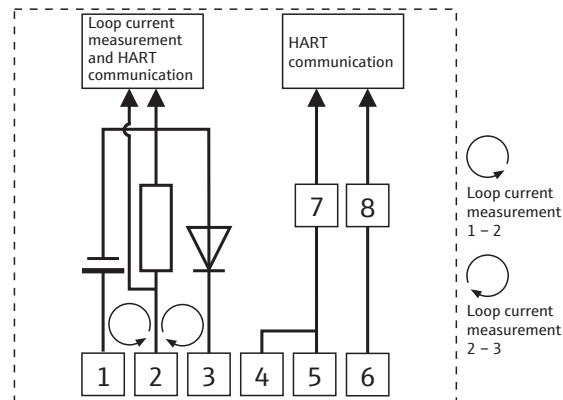 Loop current
measurement
and HART
communication
HART
communication
7
8
1
2
3
4
5
6
Loop current
measurement
1 – 2
Loop current
measurement
2 – 3